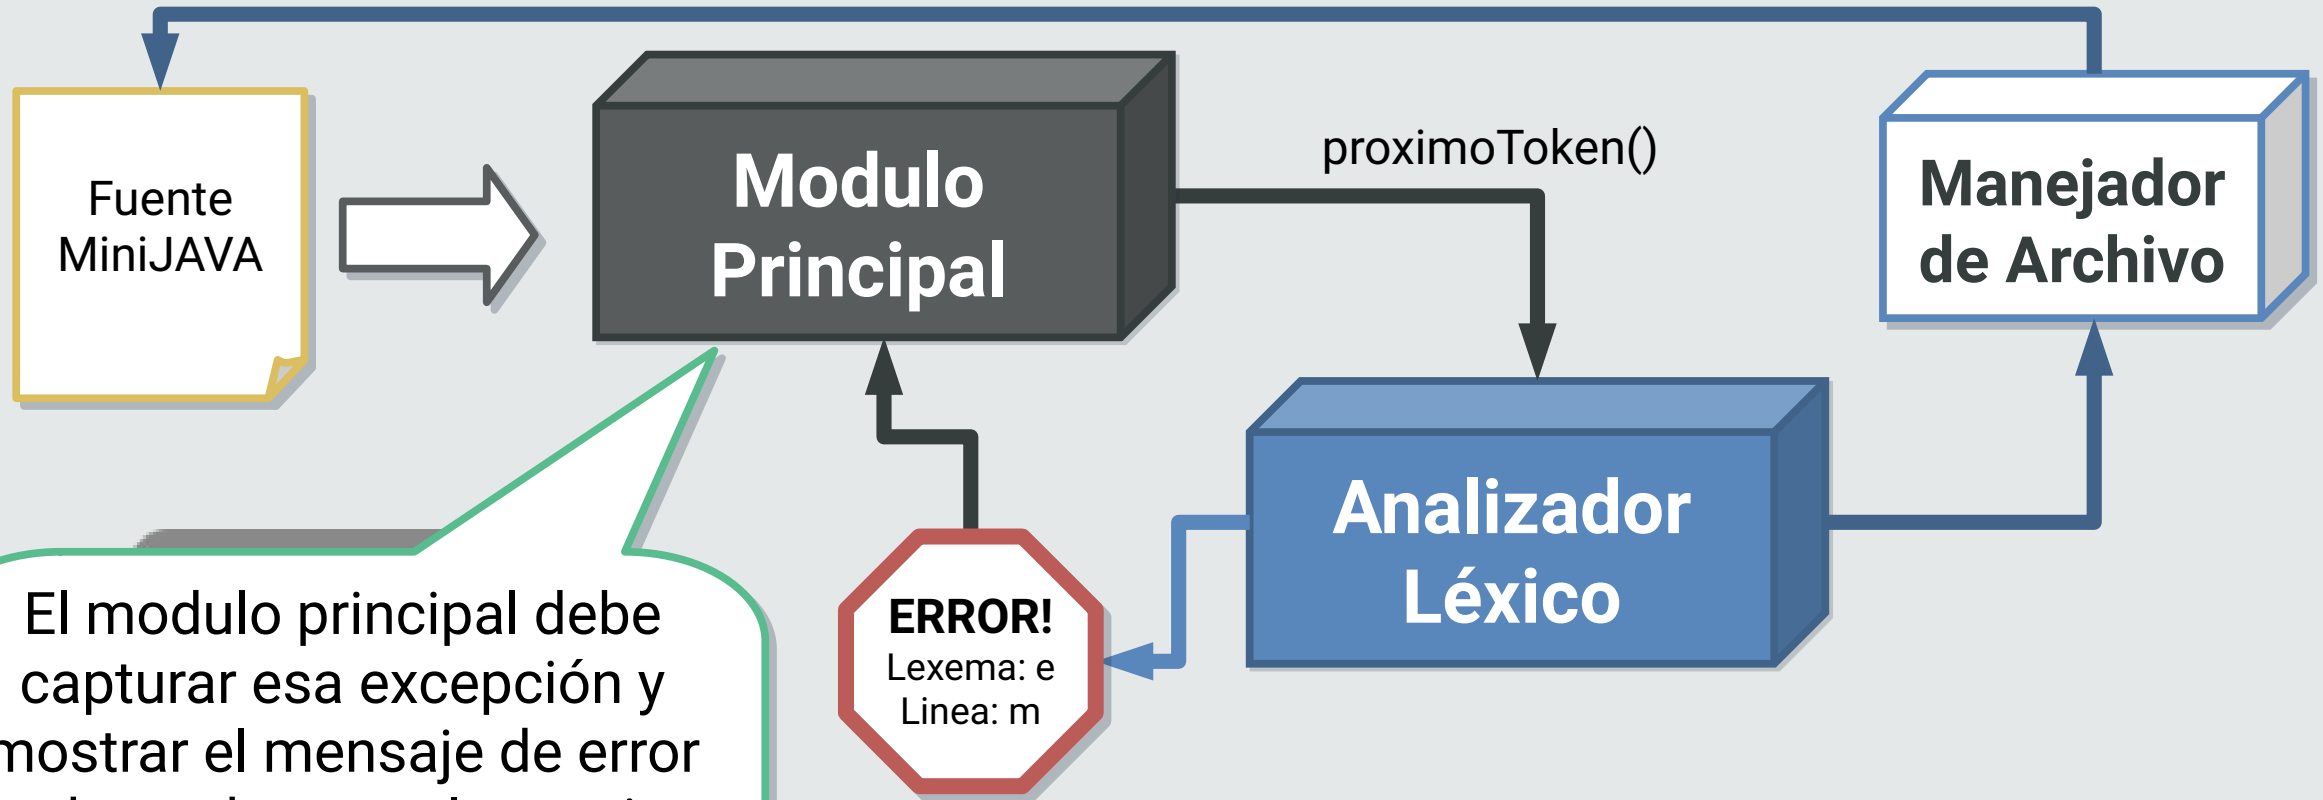 Fuente
MiniJAVA
Modulo
Principal
proximoToken()
Manejador
de Archivo
Analizador
Léxico
ERROR!
Lexema: e
Linea: m
El modulo principal debe
capturar esa excepción y
mostrar el mensaje de error